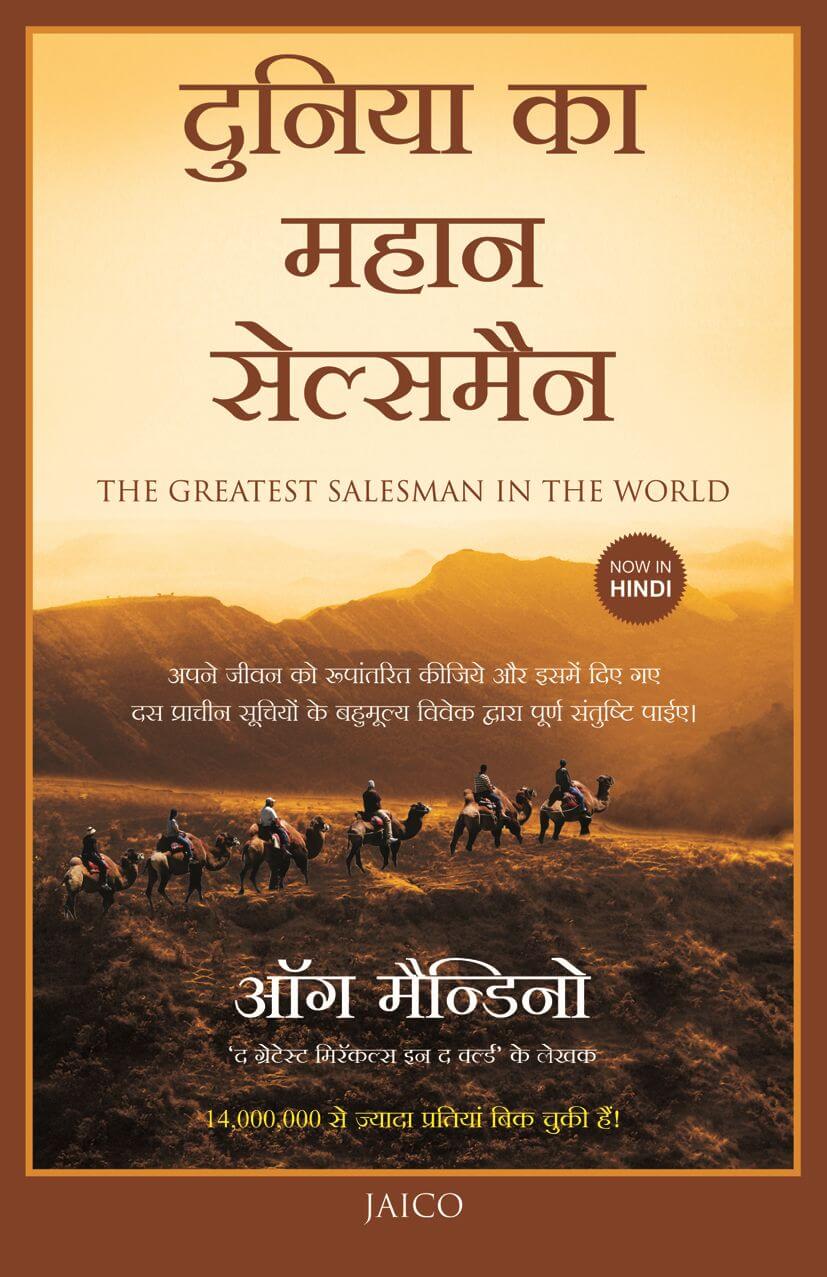 दुनिया का
महान
सेल्समैन
THE GREATEST SALESMAN IN THE WORLD
NOW IN
HINDI
अपने जीवन को रूपांतरित कीजिये और इसमें दिए गए
दस प्राचीन सूचियों के बहुमूल्य विवेक द्वारा पूर्ण संतुष्टि पाईए।
ऑग मैन्डिनो
‘द ग्रेटेस्ट मिरॅकल्स इन द वर्ल्ड’ के लेखक
14,000,000 से ज़्यादा प्रतियां बिक चुकी हैं!
JAICO